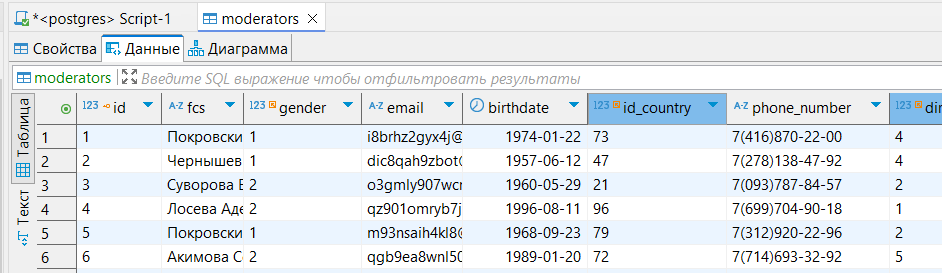 *<postgres> Script-1 moderators
Свойства Данные Диаграмма
moderators Введите SQL выражение чтобы отфильтровать результаты
Таблица
Текст
123 id A-Z fcs 123 gender A-Z email birthdate 123 id_country A-Z phone_number 123 dir
1 1 Покровски 1 i8brhz2gyx4j@ 1974-01-22 73 7(416)870-22-00 4
2 2 Чернышев 1 dic8qah9zbot 1957-06-12 47 7(278)138-47-92 4
3 3 Суворова 2 o3gmly907wcr 1960-05-29 21 7(093)787-84-57 2
4 4 Лосева Аде 2 qz901omryb7j 1996-08-11 96 7(699)704-90-18 1
5 5 Покровски 1 m93nsaih4kl8 1968-09-23 79 7(312)920-22-96 2
6 6 Акимова С 2 qgb9ea8wnl50 1989-01-20 72 7(714)693-32-92 5